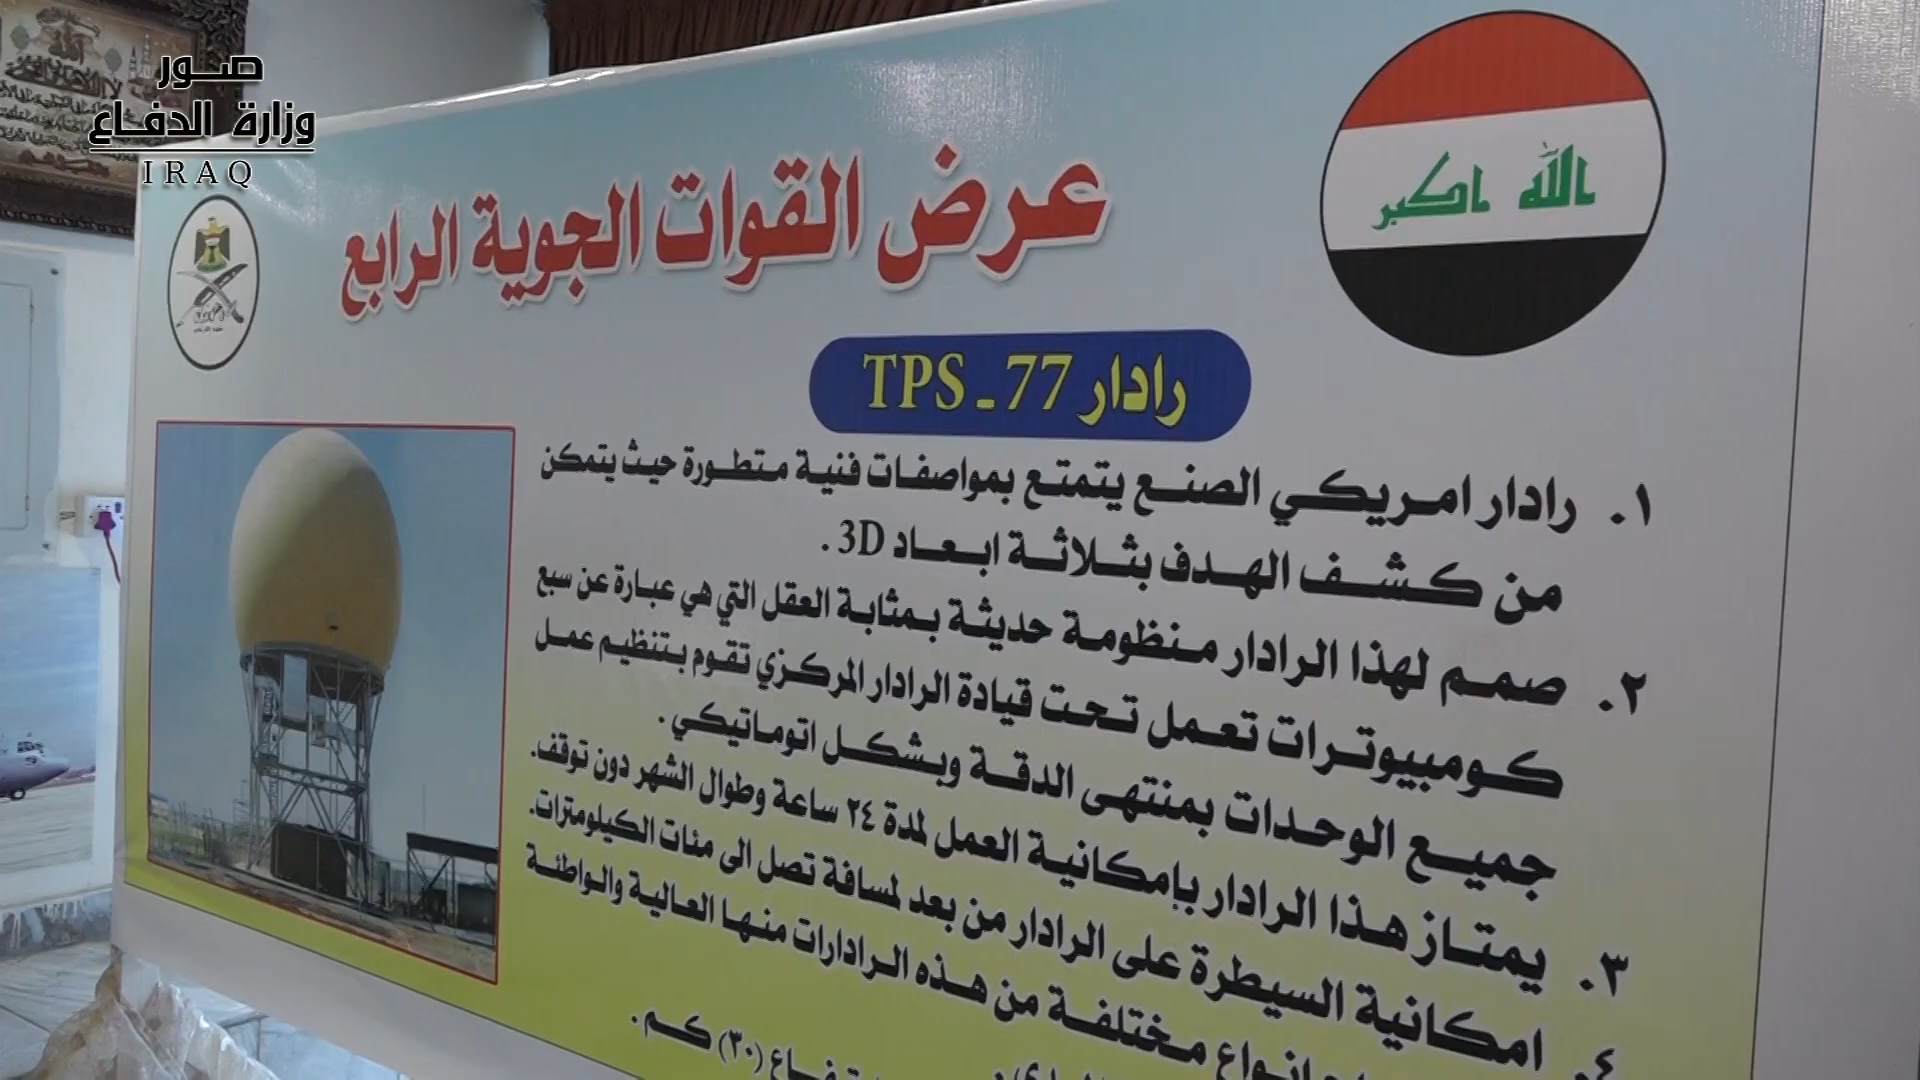 صور
وزارة الدفاع
IRAQ
الله اكبر
عرض القوات الجوية الرابع
رادار TPS - 77
١. رادار امريكي الصنع يتمتع بمواصفات فنية متطورة حيث يتمكن
من كشف الهدف بثلاثة ابعاد 3D .
٢. صمم لهذا الرادار منظومة حديثة بمثابة العقل التي هي عبارة عن سبع
كومبيوترات تعمل تحت قيادة الرادار المركزي تقوم بتنظيم عمل
جميع الوحدات بمنتهى الدقة وبشكل اتوماتيكي .
٣. يمتاز هذا الرادار بإمكانية العمل لمدة ٢٤ ساعة وطوال الشهر دون توقف.
٤. امكانية السيطرة على الرادار من بعد لمسافة تصل الى مئات الكيلومترات.
انواع مختلفة من هذه الرادارات منها العالية والواطئة
(٣٠) كم .